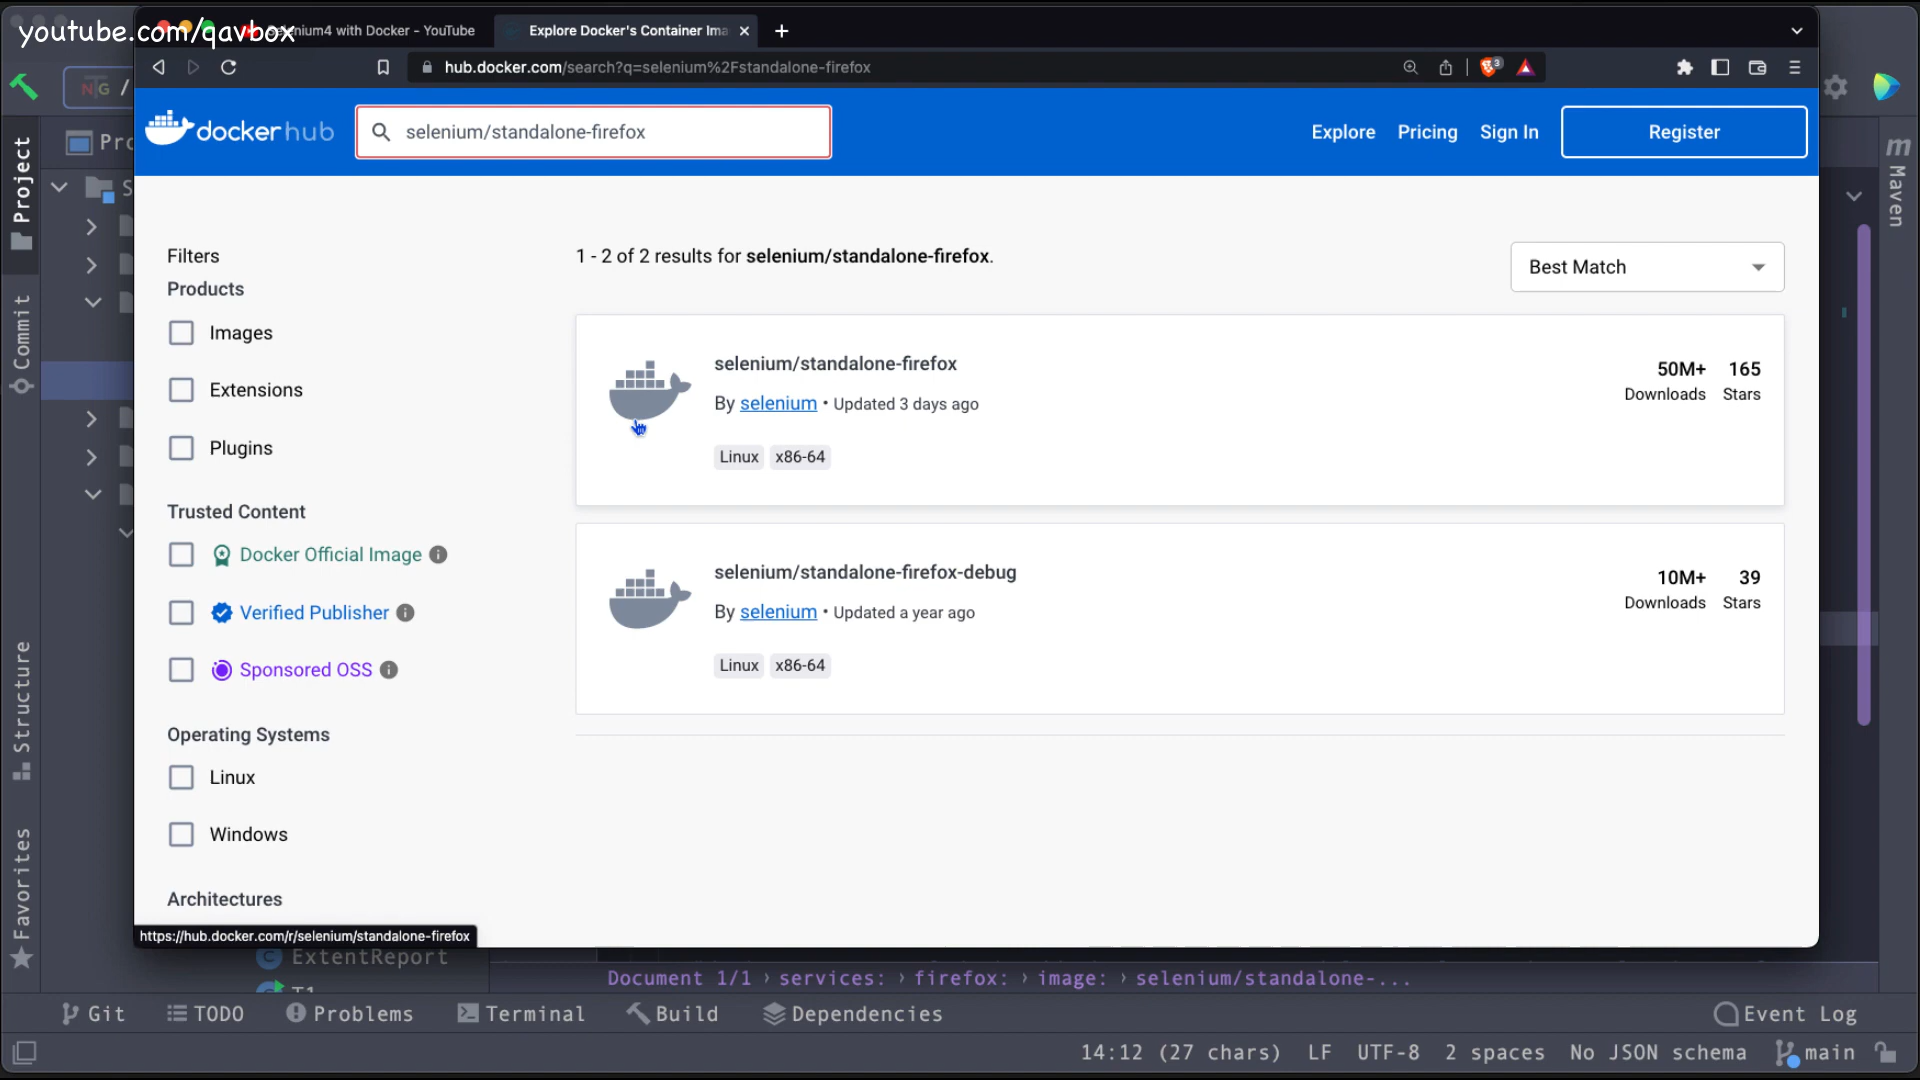 youtube.com/qavbox
Selenium4 with Docker - YouTube
Explore Docker's Container Ima
hub.docker.com/search?q=selenium%2Fstandalone-firefox
3
NG /
docker hub
selenium/standalone-firefox
Explore
Pricing
Sign In
Register
Project
Commit
Structure
Favorites
Maven
Filters
Products
Images
Extensions
Plugins
Trusted Content
Docker Official Image
Verified Publisher
Sponsored OSS
Operating Systems
Linux
Windows
Architectures
1 - 2 of 2 results for selenium/standalone-firefox.
Best Match
selenium/standalone-firefox
By selenium • Updated 3 days ago
Linux x86-64
50M+ 165
Downloads Stars
selenium/standalone-firefox-debug
By selenium • Updated a year ago
Linux x86-64
10M+ 39
Downloads Stars
https://hub.docker.com/r/selenium/standalone-firefox
ExtentReport
T1
Document 1/1 › services: › firefox: › image: › selenium/standalone-...
Git
TODO
Problems
Terminal
Build
Dependencies
Event Log
14:12 (27 chars) LF UTF-8 2 spaces No JSON schema main